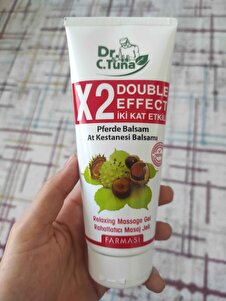 Dr.
C.Tuna
X2 DOUBLE
EFFECT
İKİ KAT ETKİLİ
Pferde Balsam
At Kestanesi Balsamı
Relaxing Massage Gel
Rahatlatıcı Masaj Jeli
FARMASİ